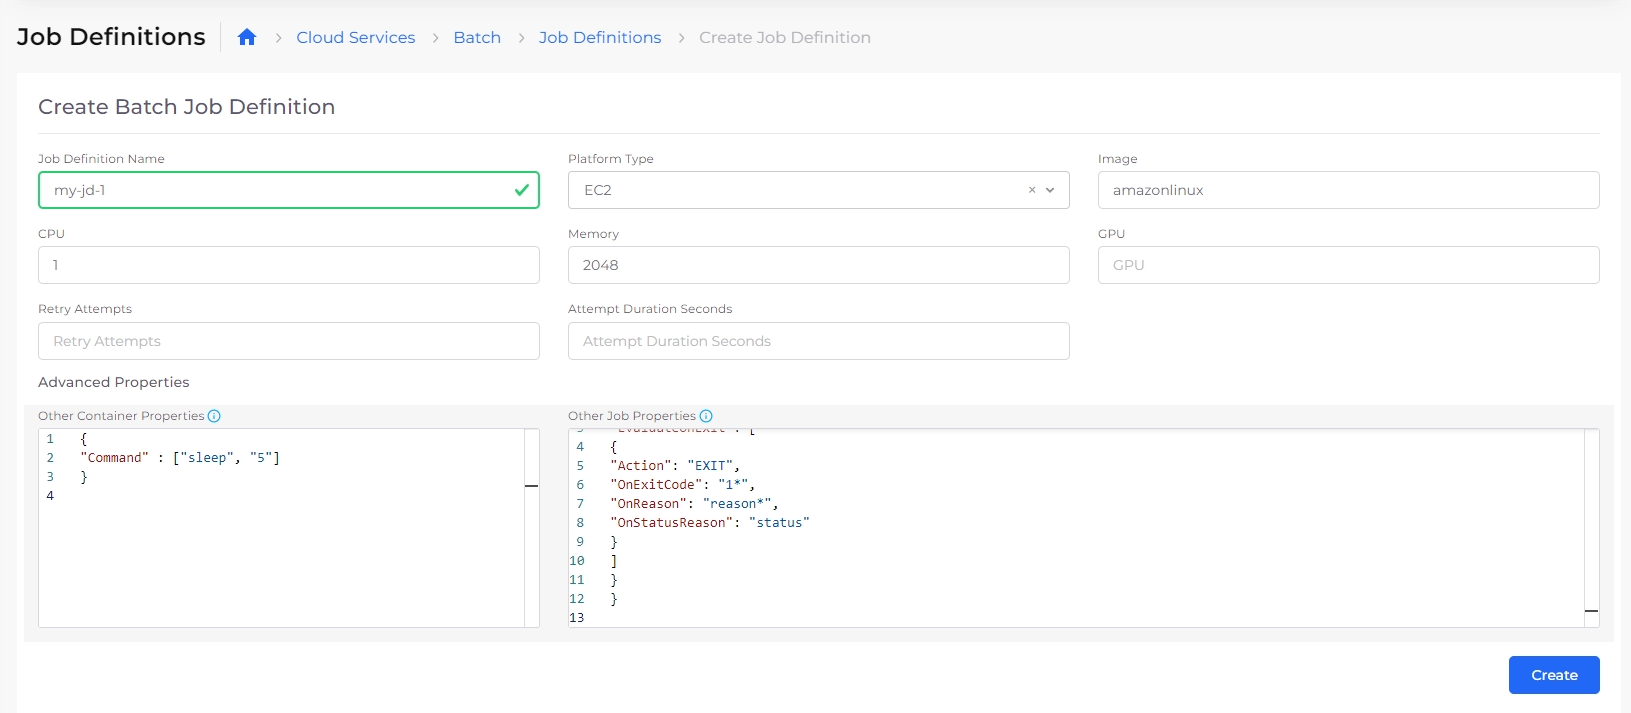 Job Definitions > Cloud Services > Batch > Job Definitions > Create Job Definition
Create Batch Job Definition
Job Definition Name
Platform Type
Image
my-jd-1
EC2
amazonlinux
CPU
Memory
GPU
1
2048
GPU
Retry Attempts
Attempt Duration Seconds
Retry Attempts
Attempt Duration Seconds
Advanced Properties
Other Container Properties
1 {
2 "Command" : ["sleep", "5"]
3 }
4
Other Job Properties
4 {
5 "Action": "EXIT",
6 "OnExitCode": "1*",
7 "OnReason": "reason*",
8 "OnStatusReason": "status"
9 }
10 ]
11 }
12 }
13
Create